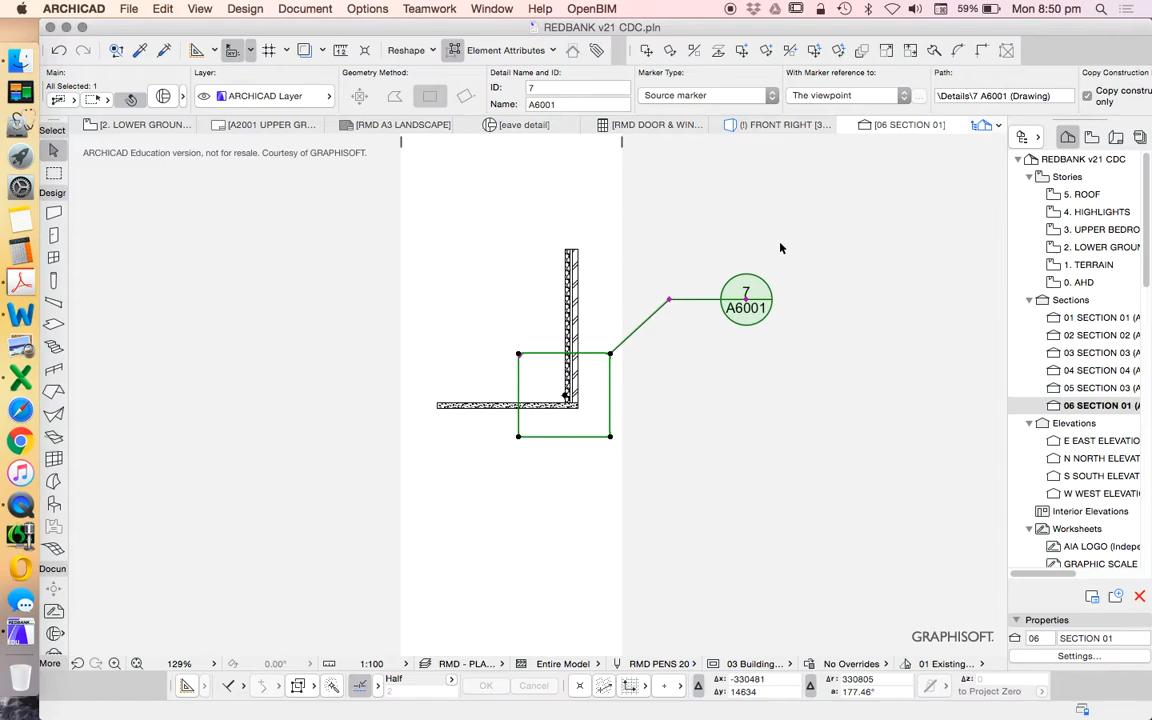 ARCHICAD File Edit View Design Document Options Teamwork Window Help OpenBIM 59% Mon 8:50 pm
REDBANK v21 CDC.pln
Reshape Element Attributes
Main:
All Selected: 1
Layer:
ARCHICAD Layer
Geometry Method:
Detail Name and ID:
ID: 7
Name: A6001
Marker Type:
Source marker
With Marker reference to:
The viewpoint
Path:
\Details\7 A6001 (Drawing)
Copy Construction
Copy constru
only
[2. LOWER GROUN... [A2001 UPPER GR... [RMD A3 LANDSCAPE] [eave detail] [RMD DOOR & WIN... (!) FRONT RIGHT [3... [06 SECTION 01]
Select
Design
Docun
More
ARCHICAD Education version, not for resale. Courtesy of GRAPHISOFT.
7
A6001
GRAPHISOFT.
REDBANK v21 CDC
Stories
5. ROOF
4. HIGHLIGHTS
3. UPPER BEDRO
2. LOWER GROUN
1. TERRAIN
0. AHD
Sections
01 SECTION 01 (A
02 SECTION 02 (A
03 SECTION 03 (A
04 SECTION 04 (A
05 SECTION 03 (A
06 SECTION 01 (A
Elevations
E EAST ELEVATIO
N NORTH ELEVATI
S SOUTH ELEVAT
W WEST ELEVATI
Interior Elevations
Worksheets
AIA LOGO (Indepe
GRAPHIC SCALE
Properties
06 SECTION 01
Settings...
129% 0.00° 1:100 RMD - PLA... Entire Model RMD PENS 20 03 Building... No Overrides 01 Existing...
Half
2
OK Cancel
Δx: -330481
Δy: 14634
Δr: 330805
a: 177.46°
Δz: 0
to Project Zero